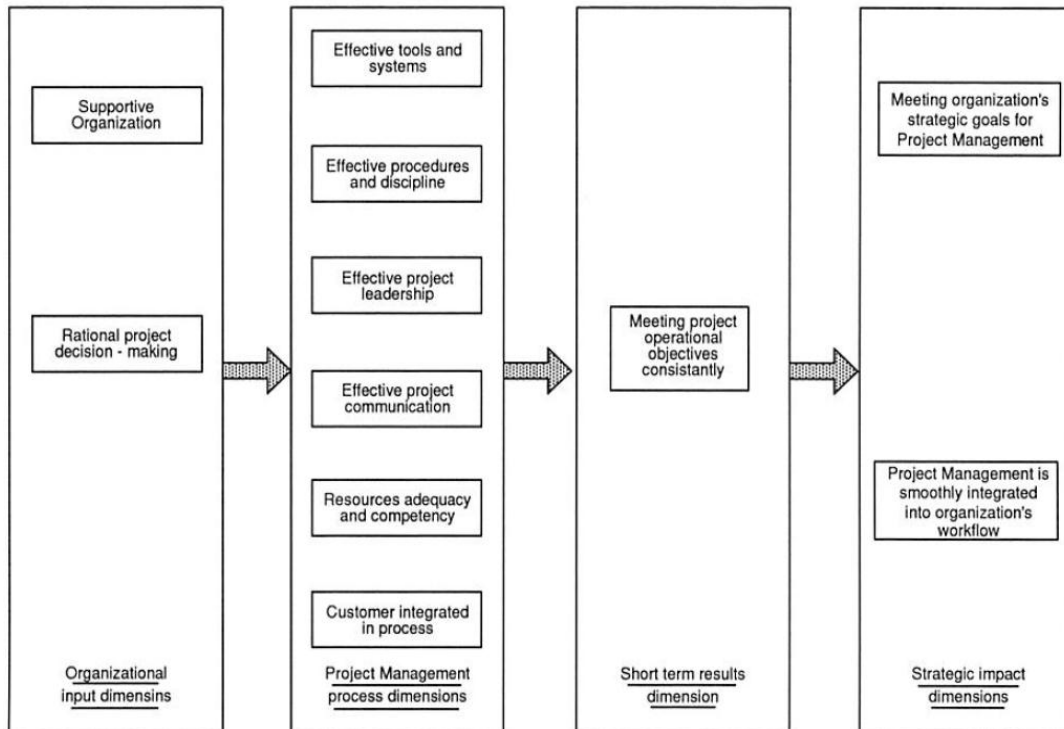 Supportive
Organization
Rational project
decision - making
Organizational
input dimensins
Effective tools and
systems
Effective procedures
and discipline
Effective project
leadership
Effective project
communication
Resources adequacy
and competency
Customer integrated
in process
Project Management
process dimensions
Meeting project
operational
objectives
consistantly
Short term results
dimension
Meeting organization's
strategic goals for
Project Management
Project Management is
smoothly integrated
into organization's
workflow
Strategic impact
dimensions